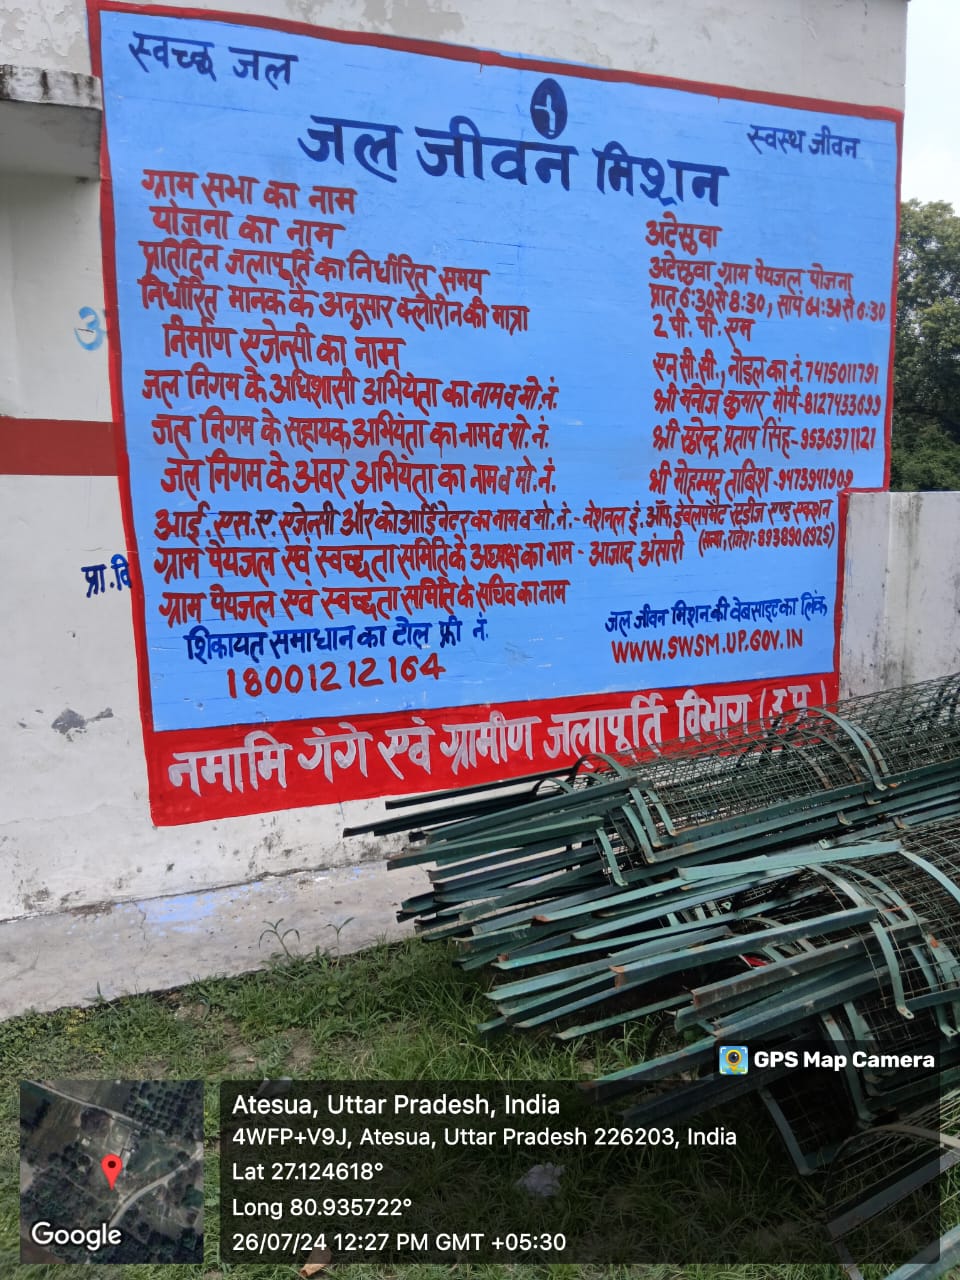 स्वच्छ जल
स्वस्थ जीवन
जल जीवन मिशन
ग्राम सभा का नाम अटेसुवा
योजना का नाम अटेसुवा ग्राम पेयजल योजना
प्रतिदिन जलापूर्ति का निर्धारित समय प्रात 6:30 से 8:30, सायं 04:30 से 6:30
निर्धारित मानक के अनुसार क्लोरीन की मात्रा 2 पी. पी. एम
निर्माण एजेन्सी का नाम एन सी. सी., नोडल का नं. 7415011791
जल निगम के अधिशासी अभियंता का नाम व मो. नं. श्री मनोज कुमार मौर्य-8127433699
जल निगम के सहायक अभियंता का नाम व मो. नं. श्री सुरेन्द्र प्रताप सिंह-9536371121
जल निगम के अवर अभियंता का नाम व मो. नं. श्री मोहम्मद ताबिश-9473941909
आई. एस. ए. एजेन्सी और कोआर्डिनेटर का नाम व मो. नं.- नेशनल इं. ऑफ डेवलपमेंट स्टडीज एण्ड एक्शन
ग्राम पेयजल एवं स्वच्छता समिति के अध्यक्ष का नाम - आजाद अंसारी (सत्या, राजेश-8938906925)
ग्राम पेयजल एवं स्वच्छता समिति के सचिव का नाम
शिकायत समाधान का टोल फ्री नं.
18001212164
जल जीवन मिशन की वेबसाइट का लिंक
WWW.SWSM.UP.GOV.IN
नमामि गंगे एवं ग्रामीण जलापूर्ति विभाग (उ.प्र.)
प्रा.वि
GPS Map Camera
Atesua, Uttar Pradesh, India
4WFP+V9J, Atesua, Uttar Pradesh 226203, India
Lat 27.124618°
Long 80.935722°
26/07/24 12:27 PM GMT +05:30
Google